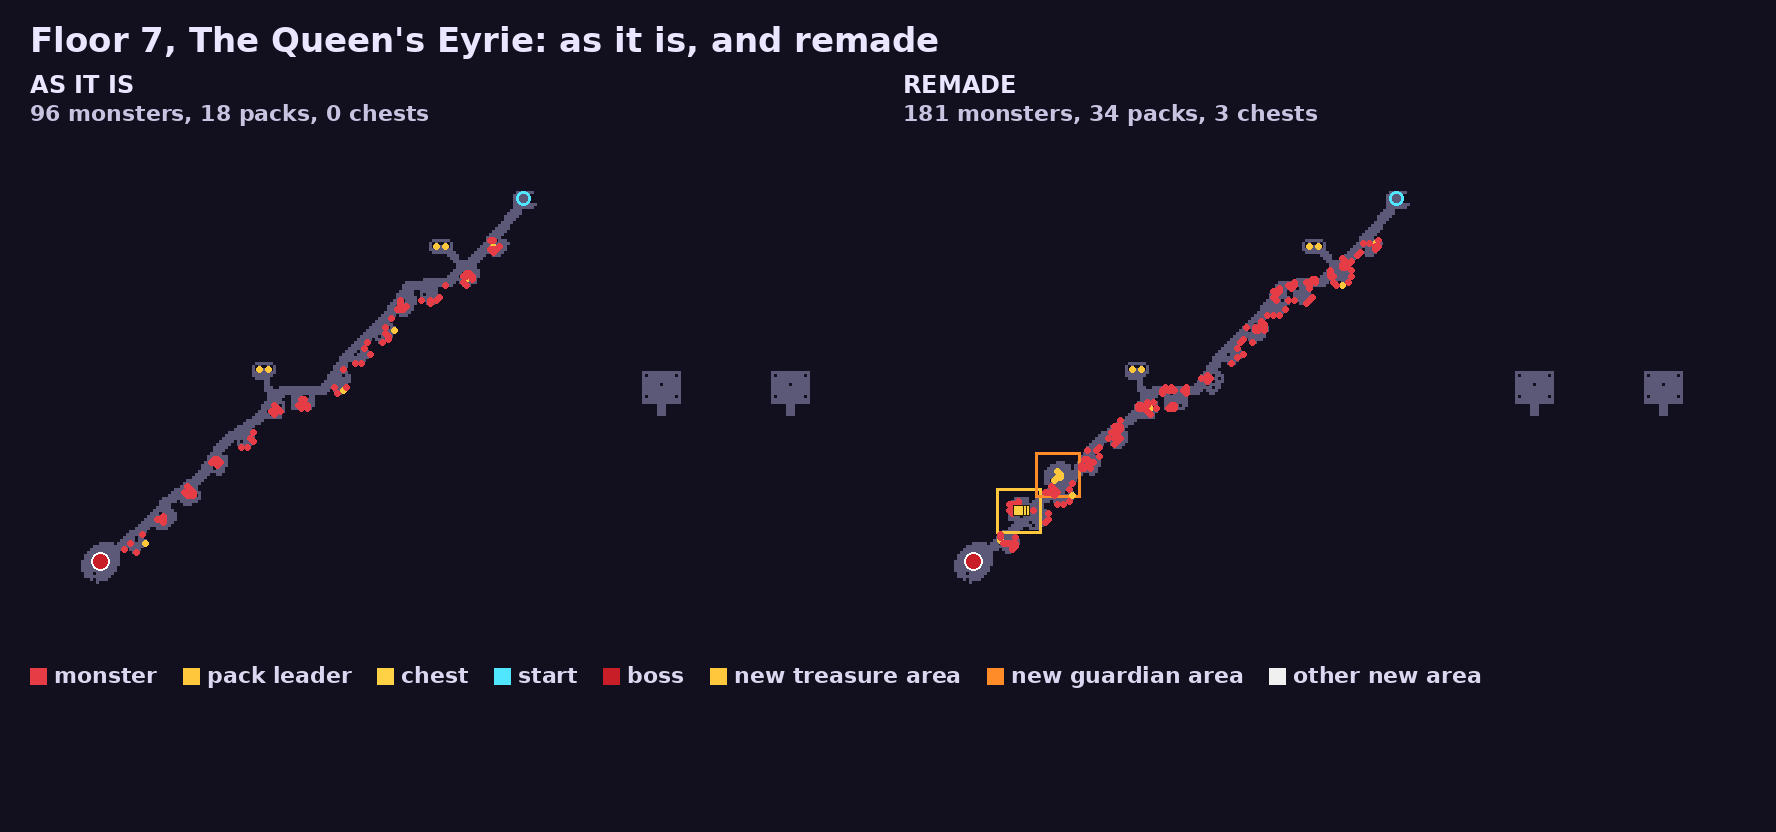 Floor 7, The Queen's Eyrie: as it is, and remade
AS IT IS
96 monsters, 18 packs, 0 chests
REMADE
181 monsters, 34 packs, 3 chests
monster pack leader chest start boss new treasure area new guardian area other new area